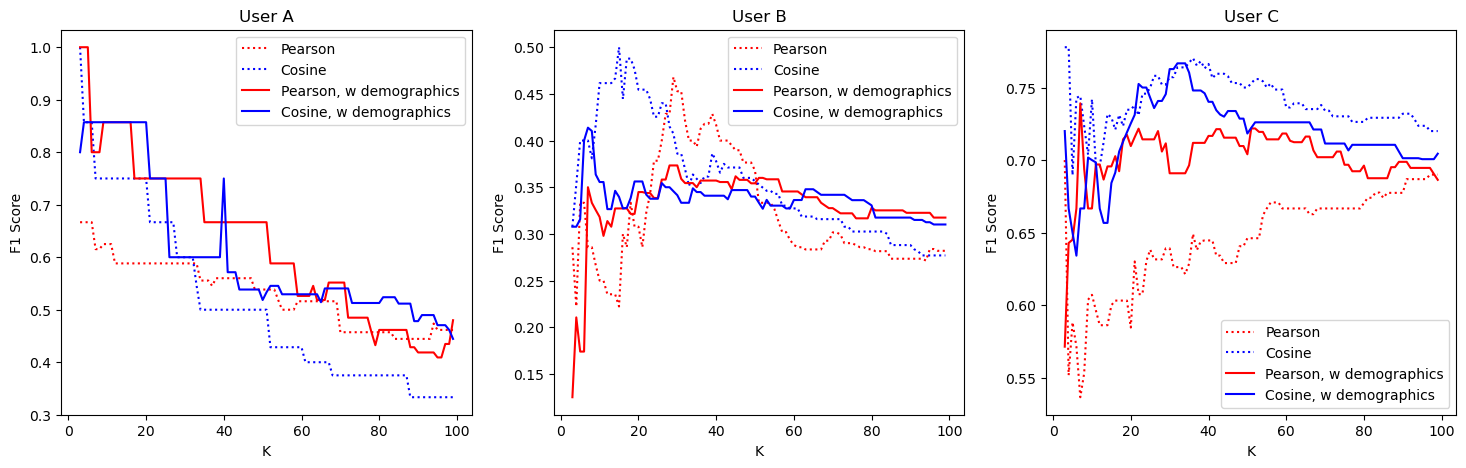 User A
1.0
0.9
0.8
0.7
0.6
0.5
0.4
0.3
F1 Score
0
20
40
60
80
100
K
Pearson
Cosine
Pearson, w demographics
Cosine, w demographics
User B
0.50
0.45
0.40
0.35
0.30
0.25
0.20
0.15
F1 Score
0
20
40
60
80
100
K
Pearson
Cosine
Pearson, w demographics
Cosine, w demographics
User C
0.75
0.70
0.65
0.60
0.55
F1 Score
0
20
40
60
80
100
K
Pearson
Cosine
Pearson, w demographics
Cosine, w demographics